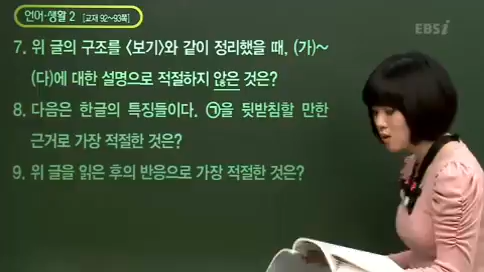 언어·생활 2 [교재 92~93쪽]
EBSi
7. 위 글의 구조를 <보기>와 같이 정리했을 때, (가)~
(다)에 대한 설명으로 적절하지 않은 것은?
8. 다음은 한글의 특징들이다. ㉠을 뒷받침할 만한
근거로 가장 적절한 것은?
9. 위 글을 읽은 후의 반응으로 가장 적절한 것은?